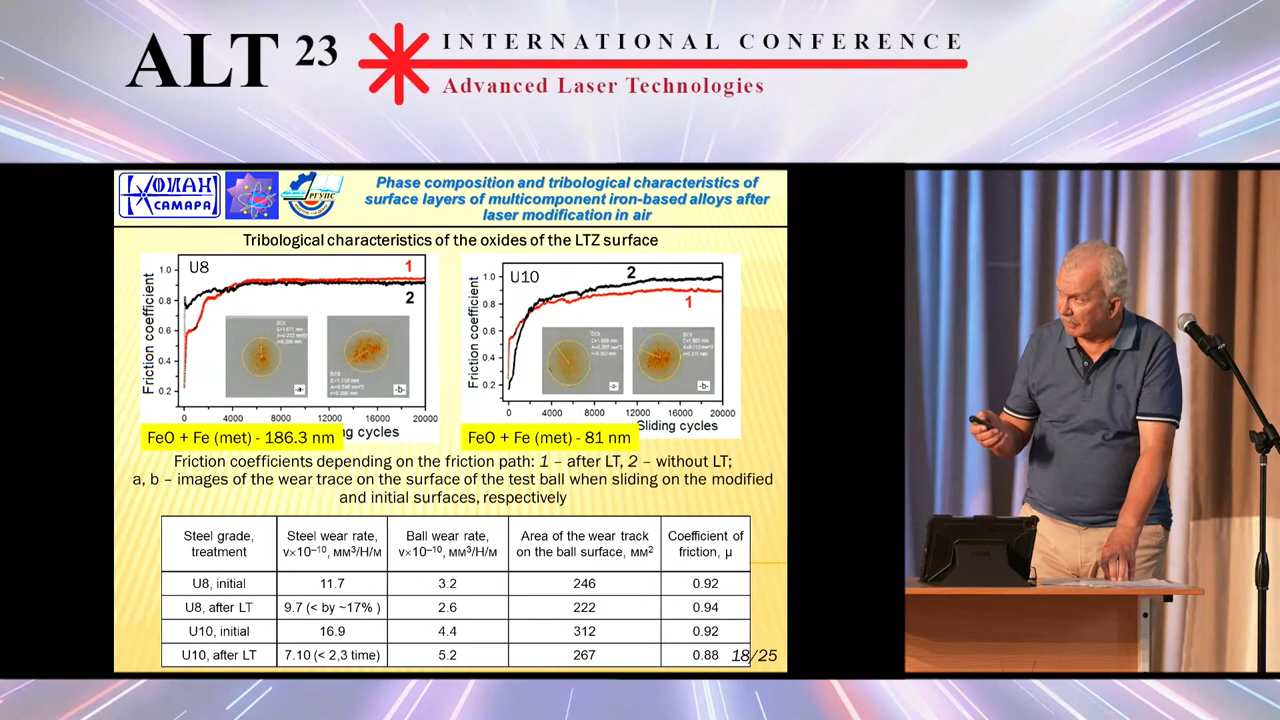 ALT 23
INTERNATIONAL CONFERENCE
Advanced Laser Technologies
ФИАН
САМАРА
РГУПС
Phase composition and tribological characteristics of
surface layers of multicomponent iron-based alloys after
laser modification in air
Tribological characteristics of the oxides of the LTZ surface
U8
1
2
Friction coefficient
1.0
0.8
0.6
0.4
0.2
0 4000 8000 12000 16000 20000
ng cycles
-a-
-b-
FeO + Fe (met) - 186.3 nm
U10
2
1
Friction coefficient
1.0
0.8
0.6
0.4
0.2
0 4000 8000 12000 16000 20000
Sliding cycles
-a-
-b-
FeO + Fe (met) - 81 nm
Friction coefficients depending on the friction path: 1 – after LT, 2 – without LT;
a, b – images of the wear trace on the surface of the test ball when sliding on the modified
and initial surfaces, respectively
Steel grade, treatment | Steel wear rate, v×10⁻¹⁰, мм³/Н/м | Ball wear rate, v×10⁻¹⁰, мм³/Н/м | Area of the wear track on the ball surface, мм² | Coefficient of friction, μ
U8, initial 11.7 3.2 246 0.92
U8, after LT 9.7 (< by ~17% ) 2.6 222 0.94
U10, initial 16.9 4.4 312 0.92
U10, after LT 7.10 (< 2,3 time) 5.2 267 0.88
18/25